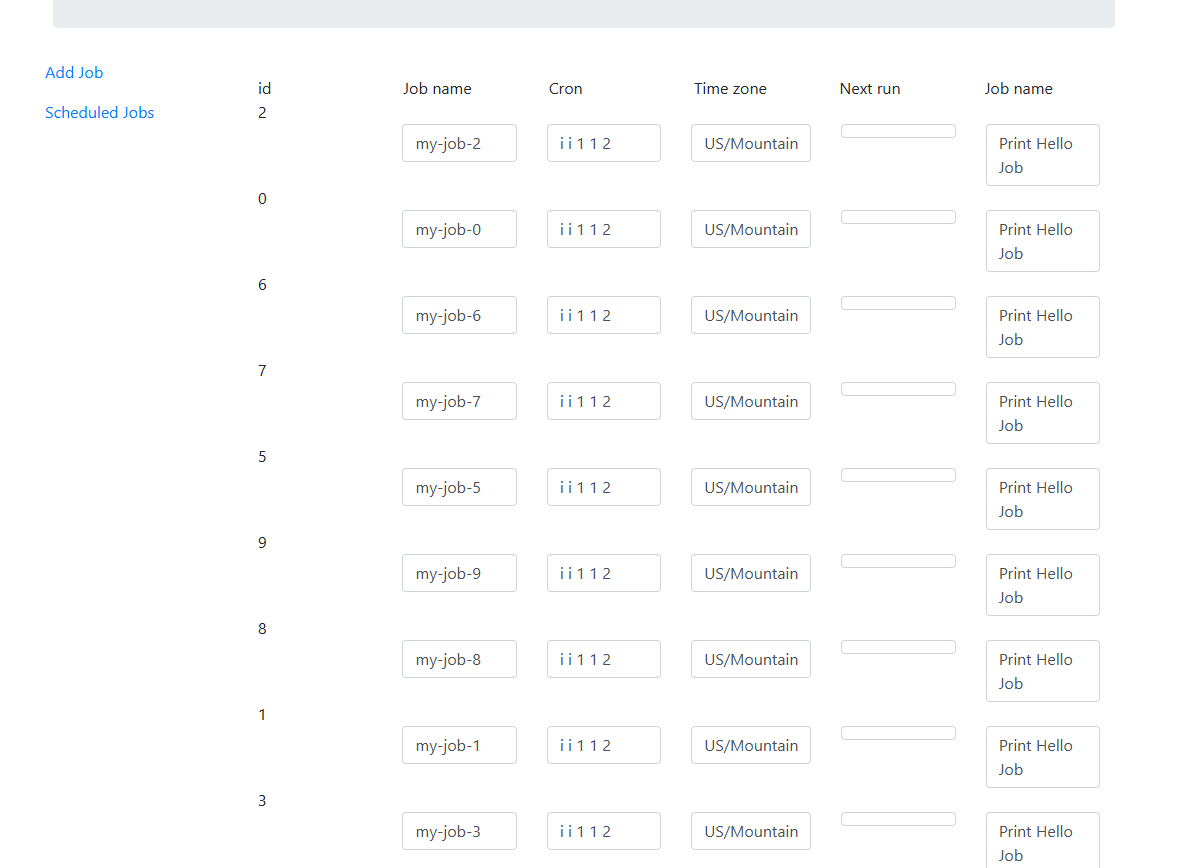 Add Job
Scheduled Jobs
id Job name Cron Time zone Next run Job name
2
my-job-2 i i 1 1 2 US/Mountain Print Hello
Job
0
my-job-0 i i 1 1 2 US/Mountain Print Hello
Job
6
my-job-6 i i 1 1 2 US/Mountain Print Hello
Job
7
my-job-7 i i 1 1 2 US/Mountain Print Hello
Job
5
my-job-5 i i 1 1 2 US/Mountain Print Hello
Job
9
my-job-9 i i 1 1 2 US/Mountain Print Hello
Job
8
my-job-8 i i 1 1 2 US/Mountain Print Hello
Job
1
my-job-1 i i 1 1 2 US/Mountain Print Hello
Job
3
my-job-3 i i 1 1 2 US/Mountain Print Hello
Job